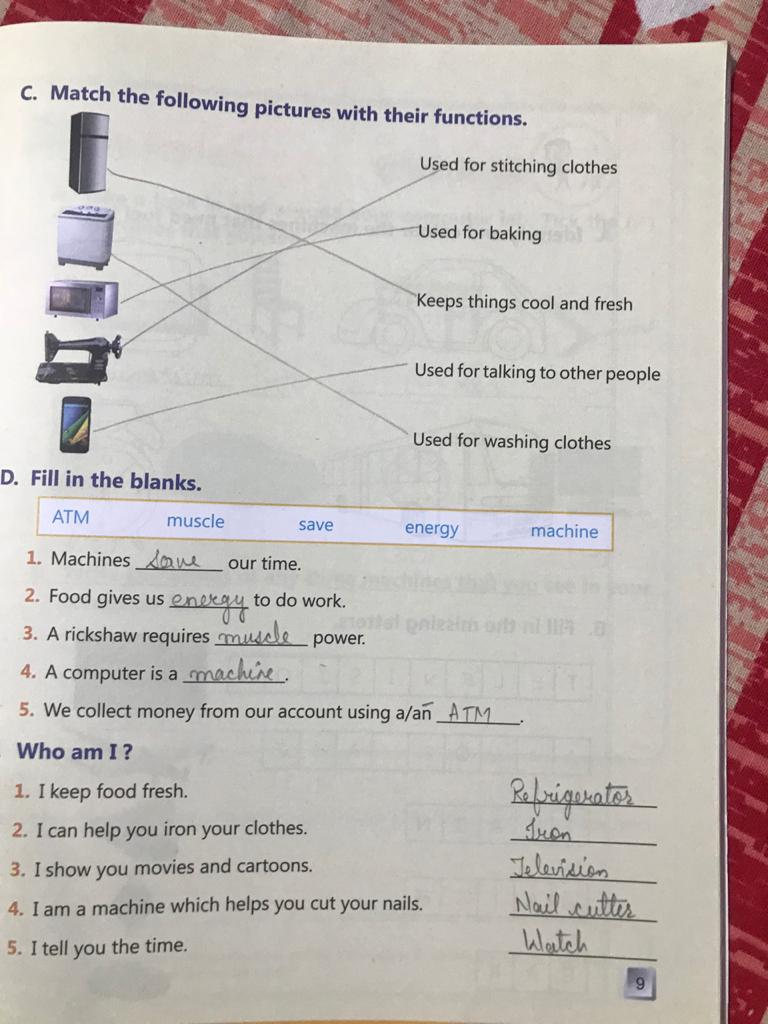 C. Match the following pictures with their functions.
Used for stitching clothes
Used for baking
Keeps things cool and fresh
Used for talking to other people
Used for washing clothes
D. Fill in the blanks.
ATM muscle save energy machine
1. Machines save our time.
2. Food gives us energy to do work.
3. A rickshaw requires muscle power.
4. A computer is a machine.
5. We collect money from our account using a/an ATM.
Who am I?
1. I keep food fresh. Refrigerator
2. I can help you iron your clothes. Iron
3. I show you movies and cartoons. Television
4. I am a machine which helps you cut your nails. Nail cutter
5. I tell you the time. Watch
9